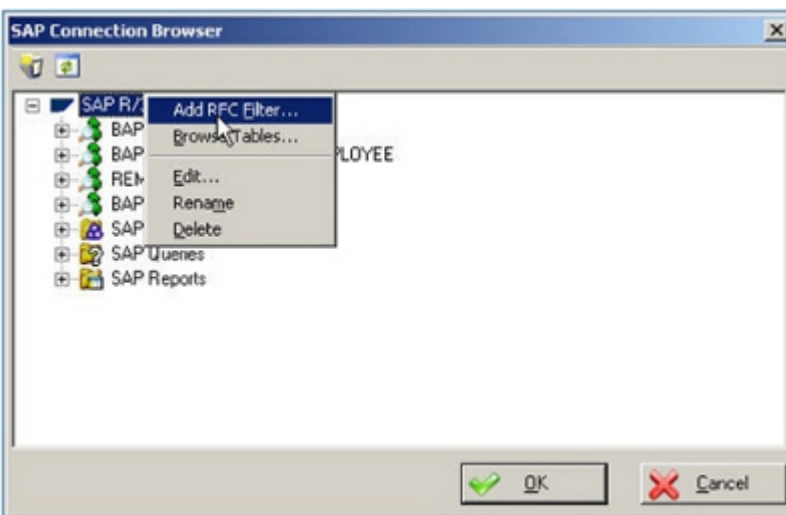 SAP Connection Browser
SAP R/
Add RFC Filter...
BAP
Browse Tables...
BAP
PLOYEE
REM
Edit...
BAP
Rename
SAP
Delete
SAP Queries
SAP Reports
OK
Cancel